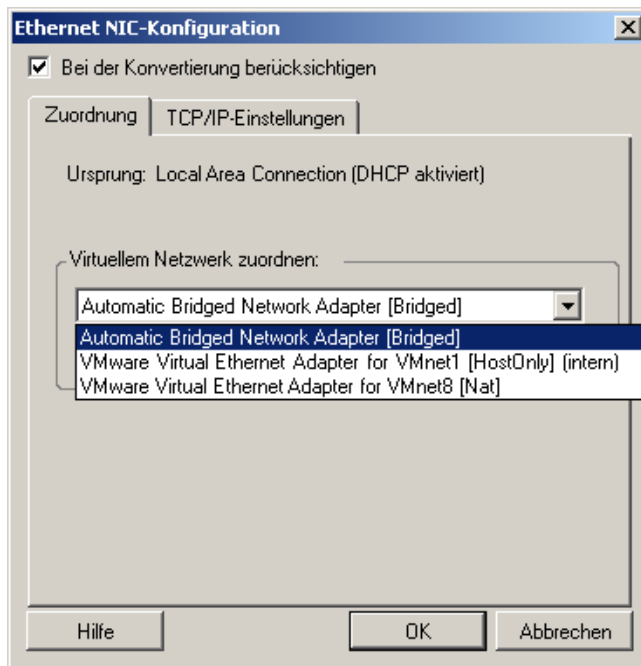 Ethernet NIC-Konfiguration
Bei der Konvertierung berücksichtigen
Zuordnung
TCP/IP-Einstellungen
Ursprung: Local Area Connection (DHCP aktiviert)
Virtuellem Netzwerk zuordnen:
Automatic Bridged Network Adapter [Bridged]
Automatic Bridged Network Adapter [Bridged]
VMware Virtual Ethernet Adapter for VMnet1 [HostOnly] (intern)
VMware Virtual Ethernet Adapter for VMnet8 [Nat]
Hilfe
OK
Abbrechen